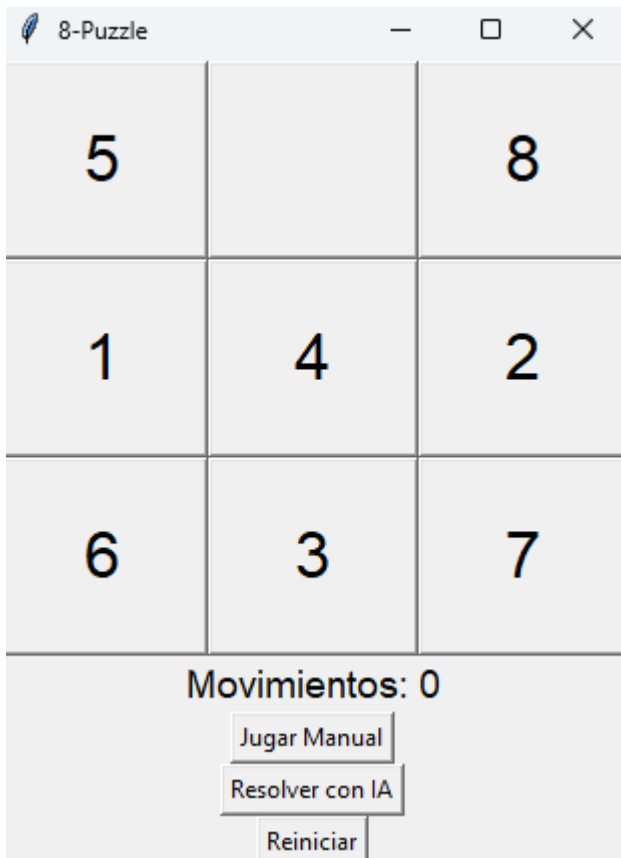 8-Puzzle
5 8
1 4 2
6 3 7
Movimientos: 0
Jugar Manual
Resolver con IA
Reiniciar